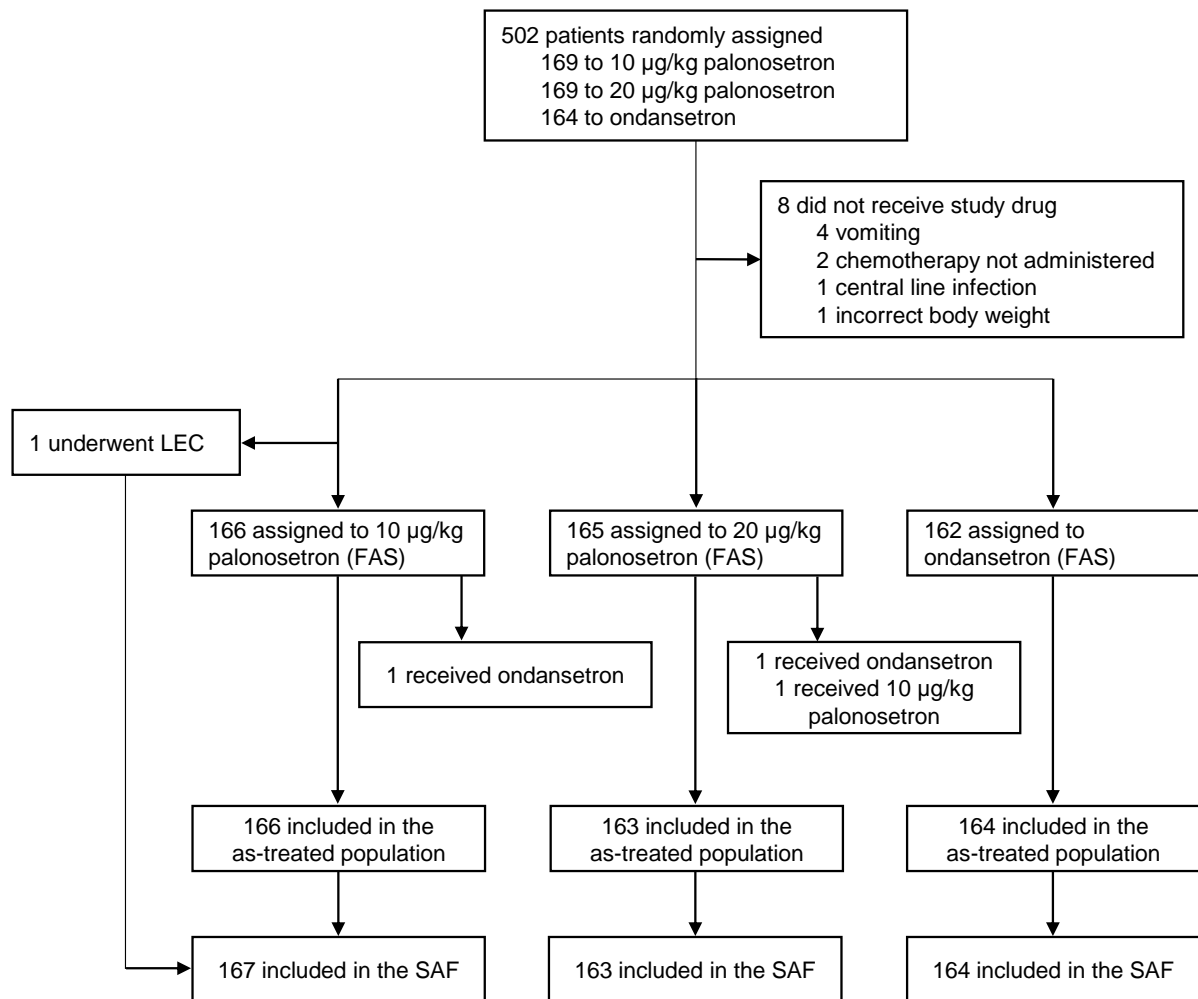 502 patients randomly assigned
169 to 10 µg/kg palonosetron
169 to 20 µg/kg palonosetron
164 to ondansetron
8 did not receive study drug
4 vomiting
2 chemotherapy not administered
1 central line infection
1 incorrect body weight
1 underwent LEC
166 assigned to 10 µg/kg
palonosetron (FAS)
165 assigned to 20 µg/kg
palonosetron (FAS)
162 assigned to
ondansetron (FAS)
1 received ondansetron
1 received ondansetron
1 received 10 µg/kg
palonosetron
166 included in the
as-treated population
163 included in the
as-treated population
164 included in the
as-treated population
167 included in the SAF
163 included in the SAF
164 included in the SAF